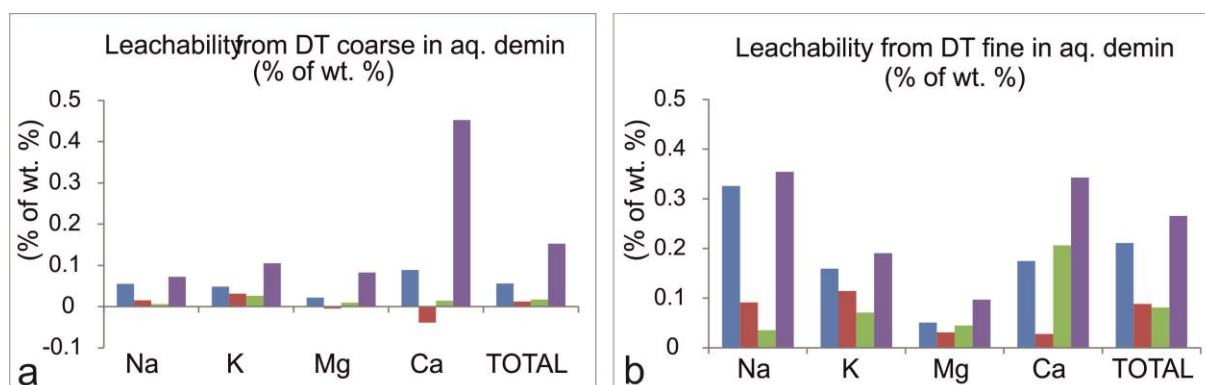 Leachability from DT coarse in aq. demin
(% of wt. %)
(% of wt. %)
0.5
0.4
0.3
0.2
0.1
0
-0.1
Na K Mg Ca TOTAL
a
Leachability from DT fine in aq. demin
(% of wt. %)
(% of wt. %)
0.5
0.4
0.3
0.2
0.1
0
Na K Mg Ca TOTAL
b